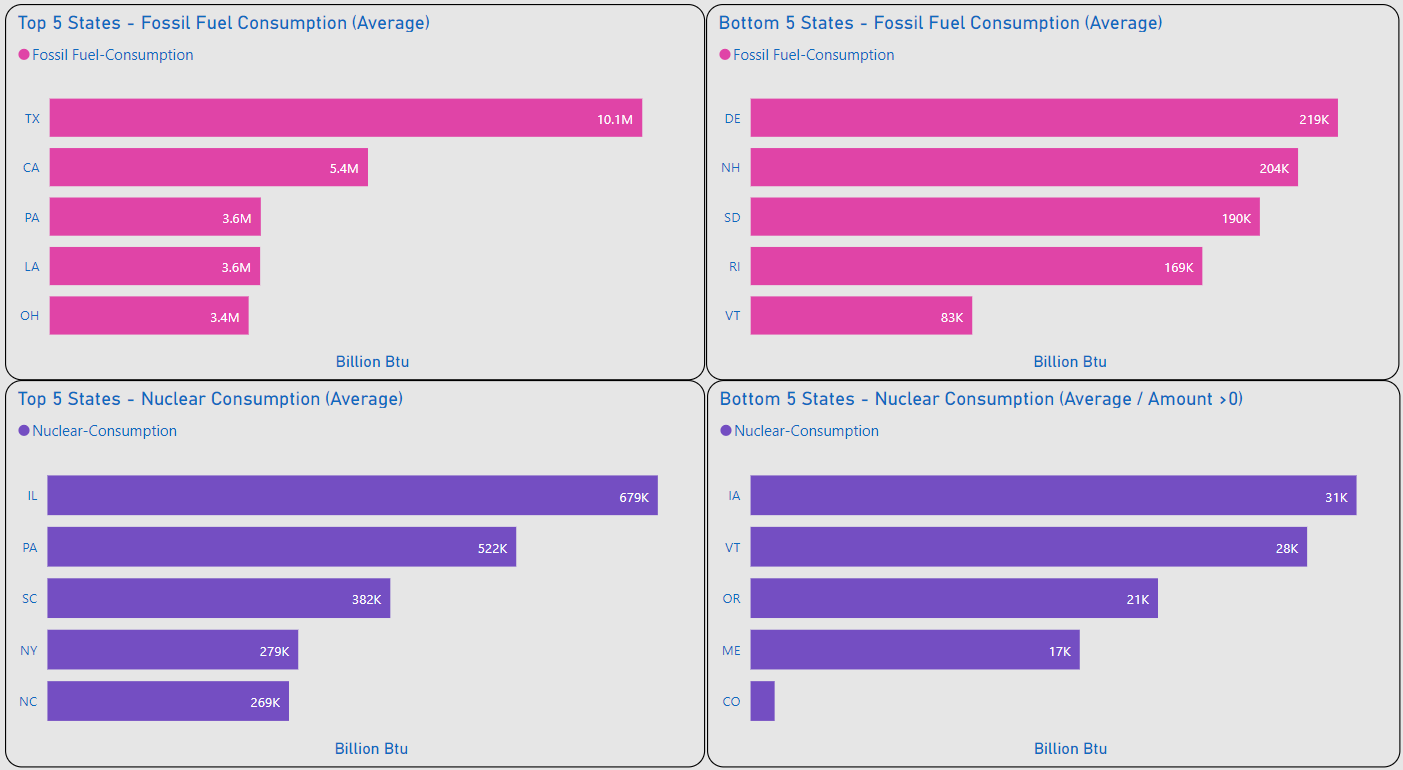 Top 5 States - Fossil Fuel Consumption (Average)
Fossil Fuel-Consumption
TX 10.1M
CA 5.4M
PA 3.6M
LA 3.6M
OH 3.4M
Billion Btu
Bottom 5 States - Fossil Fuel Consumption (Average)
Fossil Fuel-Consumption
DE 219K
NH 204K
SD 190K
RI 169K
VT 83K
Billion Btu
Top 5 States - Nuclear Consumption (Average)
Nuclear-Consumption
IL 679K
PA 522K
SC 382K
NY 279K
NC 269K
Billion Btu
Bottom 5 States - Nuclear Consumption (Average / Amount >0)
Nuclear-Consumption
IA 31K
VT 28K
OR 21K
ME 17K
CO
Billion Btu